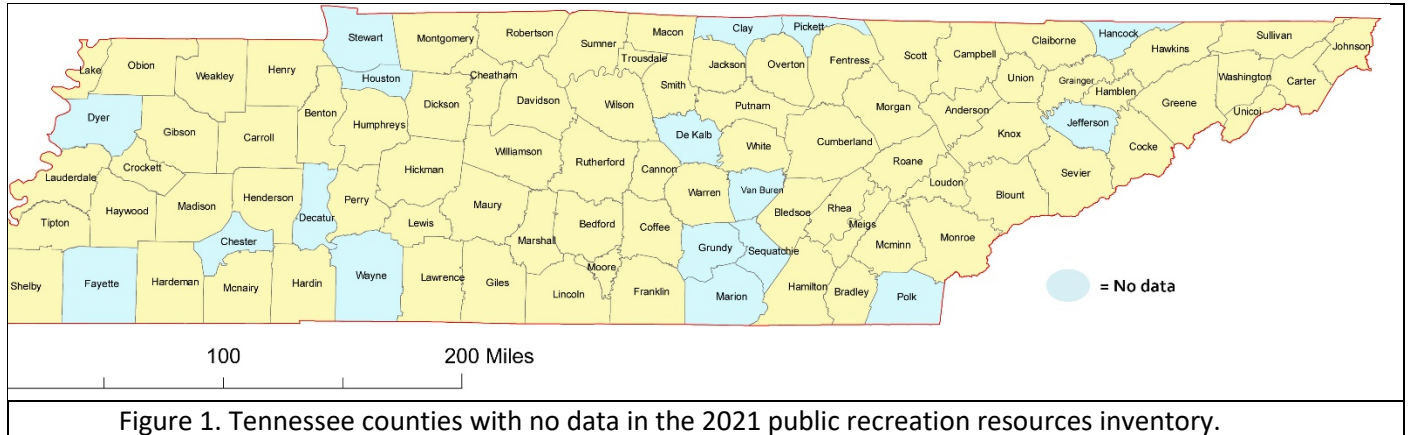 Stewart
Montgomery
Robertson
Sumner
Macon
Clay
Pickett
Trousdale
Lake
Obion
Weakley
Henry
Houston
Cheatham
Smith
Jackson
Overton
Fentress
Scott
Campbell
Claiborne
Hancock
Hawkins
Sullivan
Johnson
Union
Grainger
Hamblen
Washington
Carter
Unicoi
Greene
Dyer
Gibson
Carroll
Benton
Humphreys
Dickson
Davidson
Wilson
De Kalb
Putnam
White
Cumberland
Morgan
Anderson
Knox
Jefferson
Cocke
Lauderdale
Crockett
Hickman
Williamson
Rutherford
Cannon
Warren
Van Buren
Roane
Loudon
Blount
Sevier
Tipton
Haywood
Madison
Henderson
Decatur
Perry
Lewis
Maury
Marshall
Bedford
Coffee
Bledsoe
Rhea
Meigs
Mcminn
Monroe
Shelby
Fayette
Hardeman
Chester
Mcnairy
Hardin
Wayne
Lawrence
Giles
Lincoln
Moore
Franklin
Grundy
Sequatchie
Marion
Hamilton
Bradley
Polk
= No data
100
200 Miles
Figure 1. Tennessee counties with no data in the 2021 public recreation resources inventory.